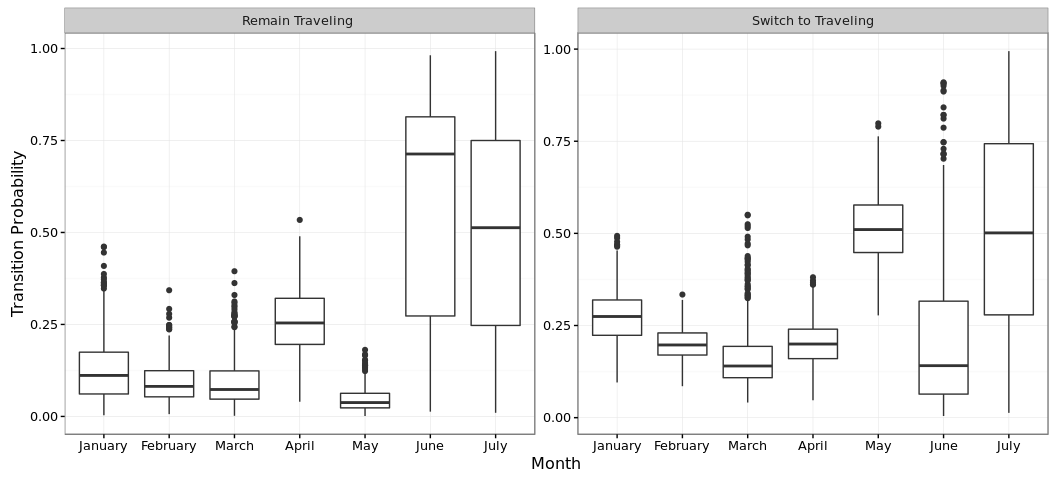 Remain Traveling
Switch to Traveling
Transition Probability
1.00
0.75
0.50
0.25
0.00
1.00
0.75
0.50
0.25
0.00
January February March April May June July
January February March April May June July
Month